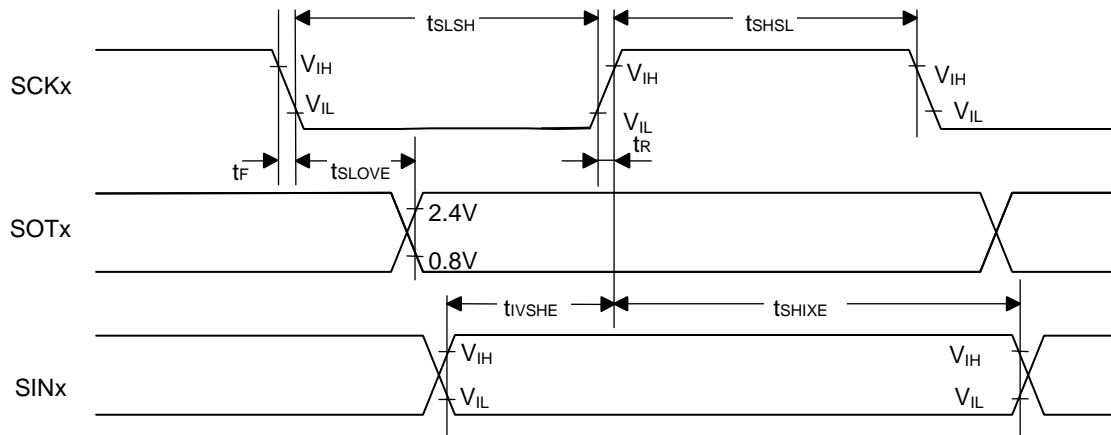 tSLSH tSHSL
SCKx VIH VIH VIH
VIL VIL VIL
tF tSLOVE tR
SOTx 2.4V
0.8V
tIVSHE tSHIXE
SINx VIH VIH
VIL VIL